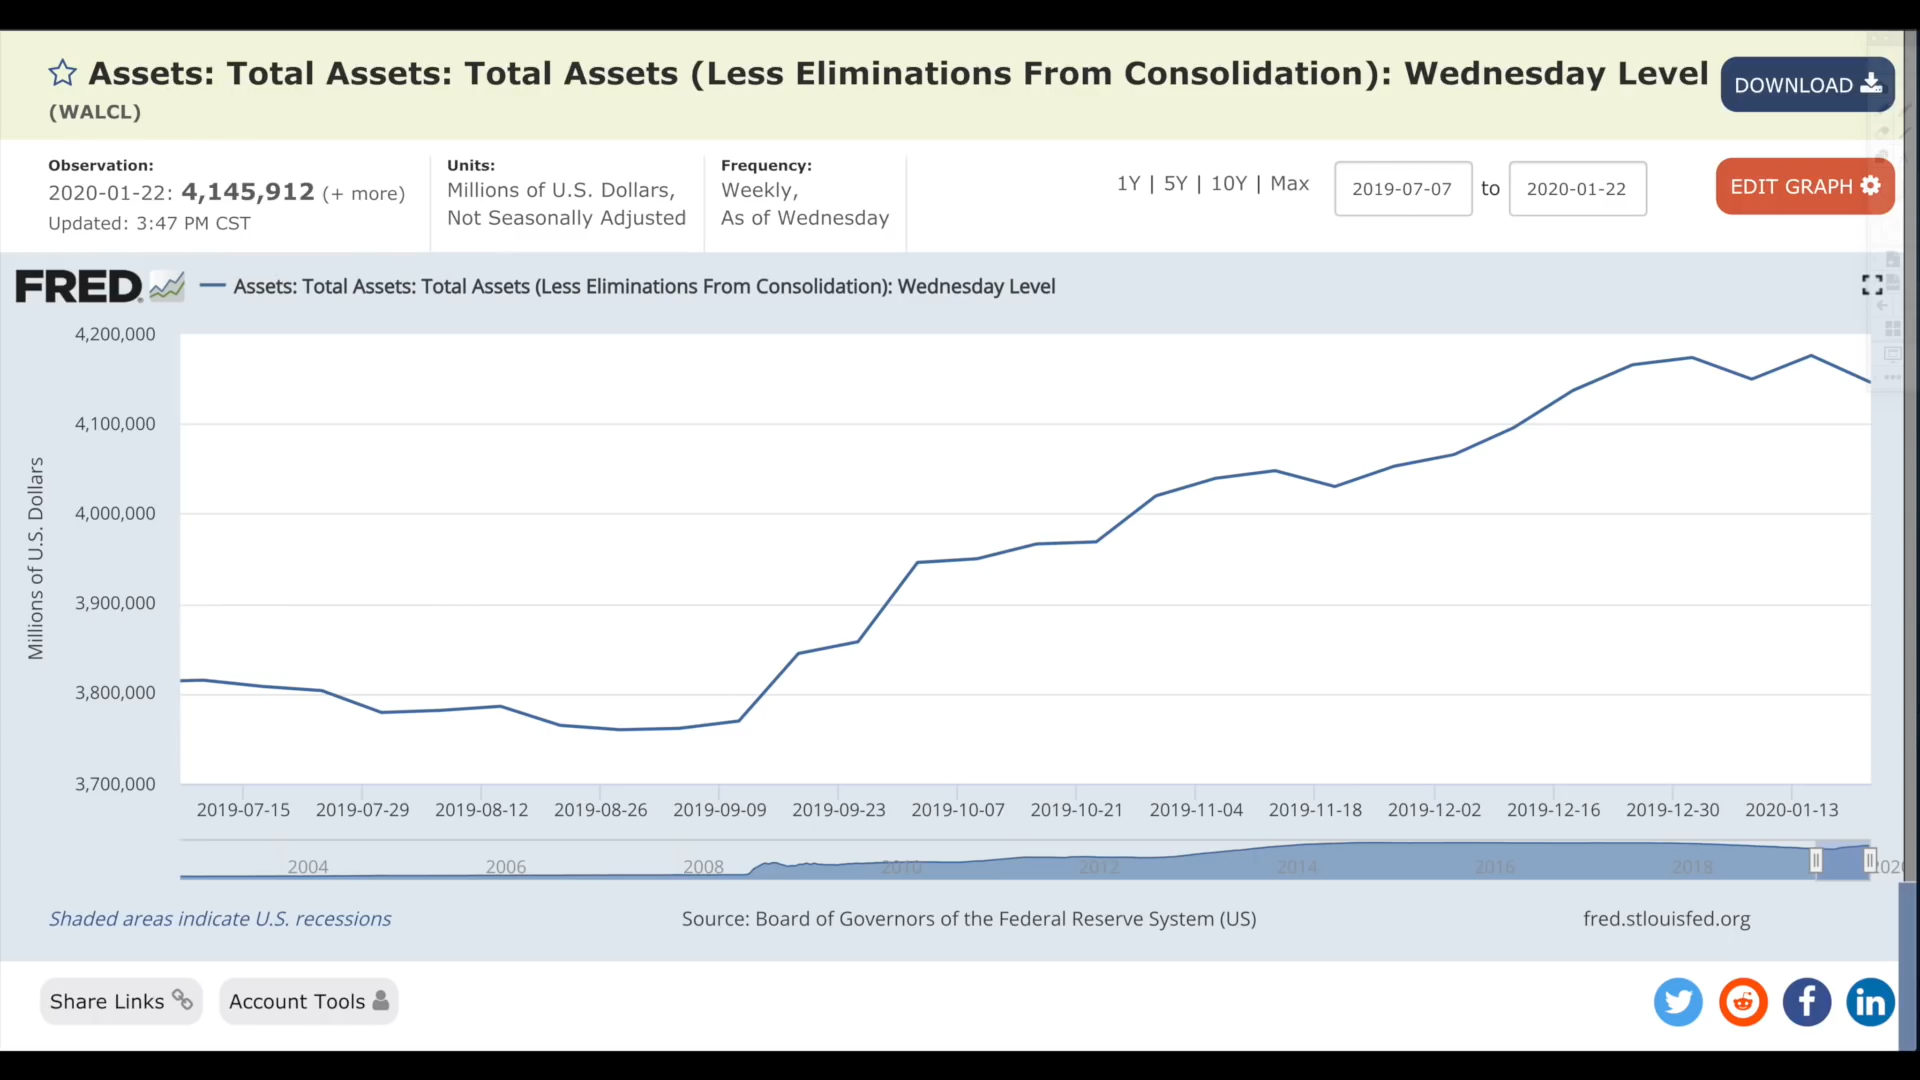 Assets: Total Assets: Total Assets (Less Eliminations From Consolidation): Wednesday Level
(WALCL)
DOWNLOAD
Observation:
2020-01-22: 4,145,912 (+ more)
Updated: 3:47 PM CST
Units:
Millions of U.S. Dollars,
Not Seasonally Adjusted
Frequency:
Weekly,
As of Wednesday
1Y | 5Y | 10Y | Max
2019-07-07 to 2020-01-22
EDIT GRAPH
FRED
Assets: Total Assets: Total Assets (Less Eliminations From Consolidation): Wednesday Level
Millions of U.S. Dollars
4,200,000
4,100,000
4,000,000
3,900,000
3,800,000
3,700,000
2019-07-15 2019-07-29 2019-08-12 2019-08-26 2019-09-09 2019-09-23 2019-10-07 2019-10-21 2019-11-04 2019-11-18 2019-12-02 2019-12-16 2019-12-30 2020-01-13
2004 2006 2008 2010 2012 2014 2016 2018 202
Shaded areas indicate U.S. recessions
Source: Board of Governors of the Federal Reserve System (US)
fred.stlouisfed.org
Share Links
Account Tools